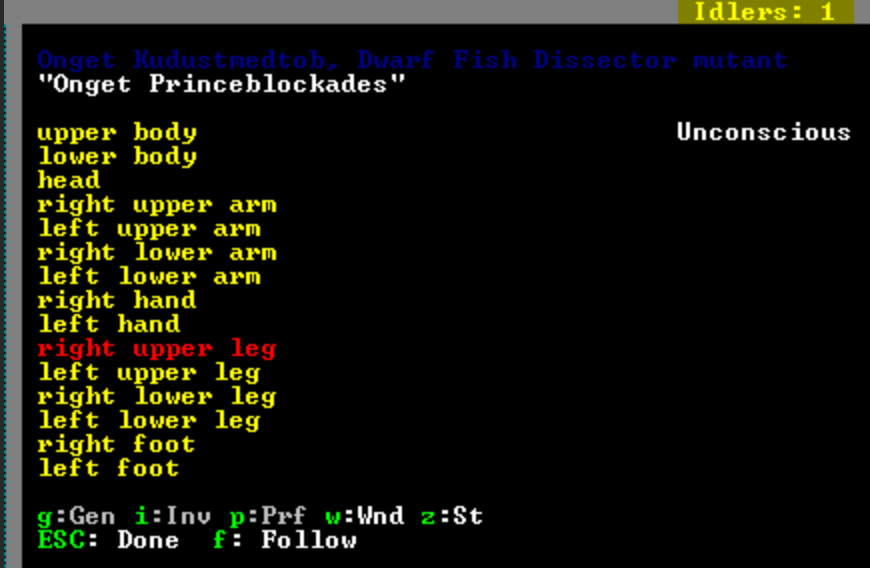 Idlers: 1
Onget Kudustmedtob, Dwarf Fish Dissector mutant
"Onget Princeblockades"
upper body Unconscious
lower body
head
right upper arm
left upper arm
right lower arm
left lower arm
right hand
left hand
right upper leg
left upper leg
right lower leg
left lower leg
right foot
left foot
g:Gen i:Inv p:Prf w:Wnd z:St
ESC: Done f: Follow